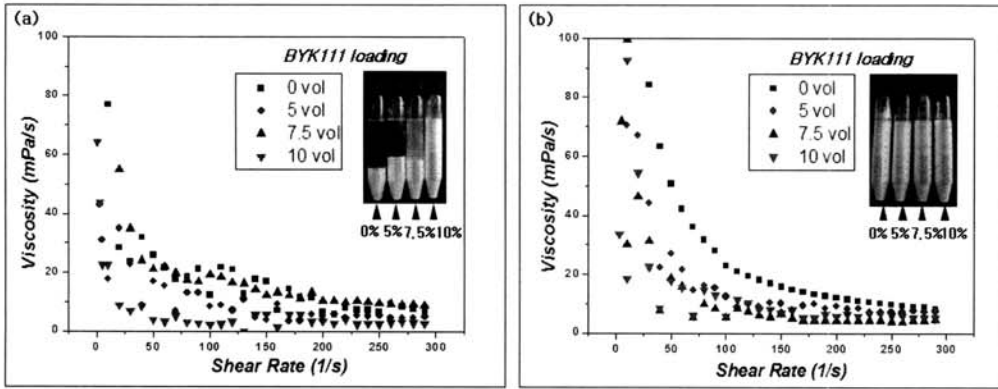 (a)
100
80
60
40
20
0
Viscosity (mPa/s)
BYK111 loading
0 vol
5 vol
7.5 vol
10 vol
0% 5% 7.5% 10%
0 50 100 150 200 250 300
Shear Rate (1/s)
(b)
100
80
60
40
20
0
Viscosity (mPa/s)
BYK111 loading
0 vol
5 vol
7.5 vol
10 vol
0% 5% 7.5% 10%
0 50 100 150 200 250 300
Shear Rate (1/s)